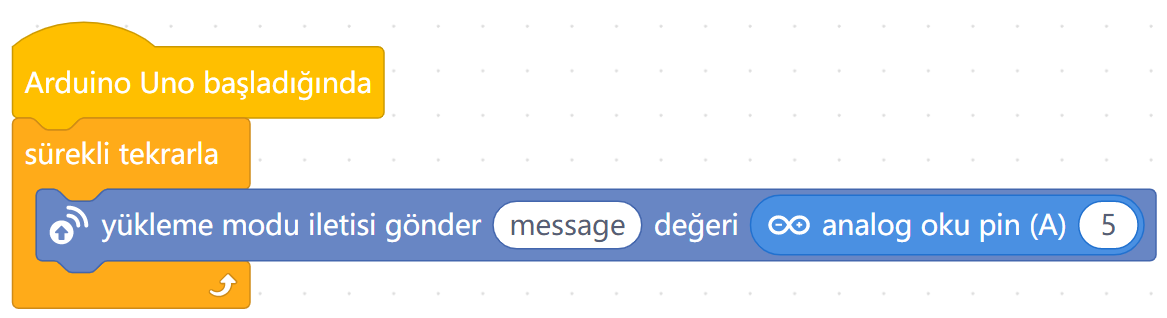 Arduino Uno başladığında
sürekli tekrarla
yükleme modu iletisi gönder message değeri analog oku pin (A) 5